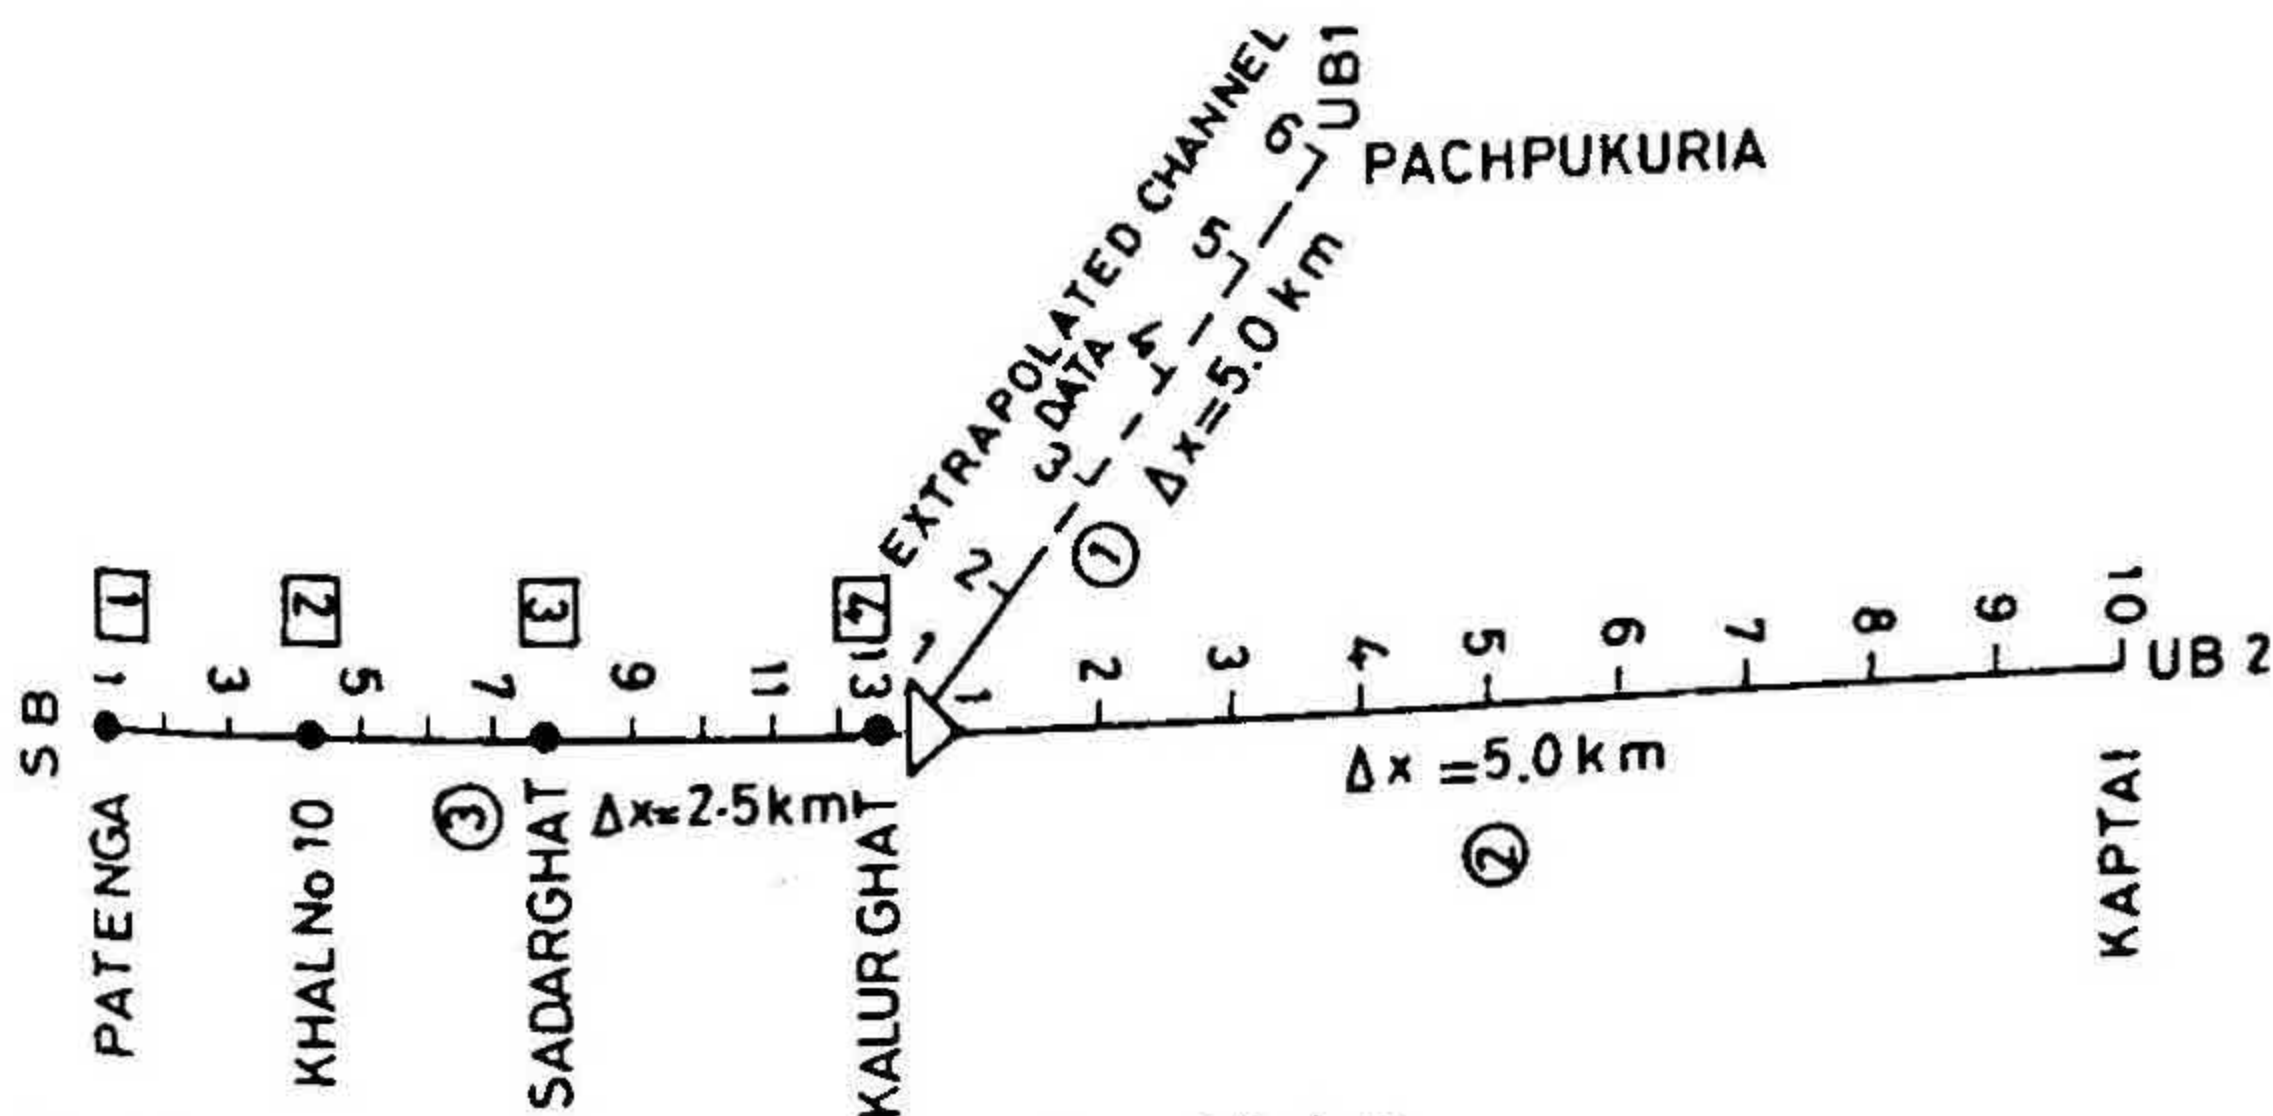 EXTRAPOLATED CHANNEL
DATA
UB1
PACHPUKURIA
6
5
4
3
2
1
Δx=5.0 km
1
1
2
3
4
1
3
5
7
9
11
13
1
2
3
4
5
6
7
8
9
10
UB 2
SB
3
Δx=2.5km
Δx =5.0 km
2
PATENGA
KHAL No 10
SADARGHAT
KALURGHAT
KAPTAI